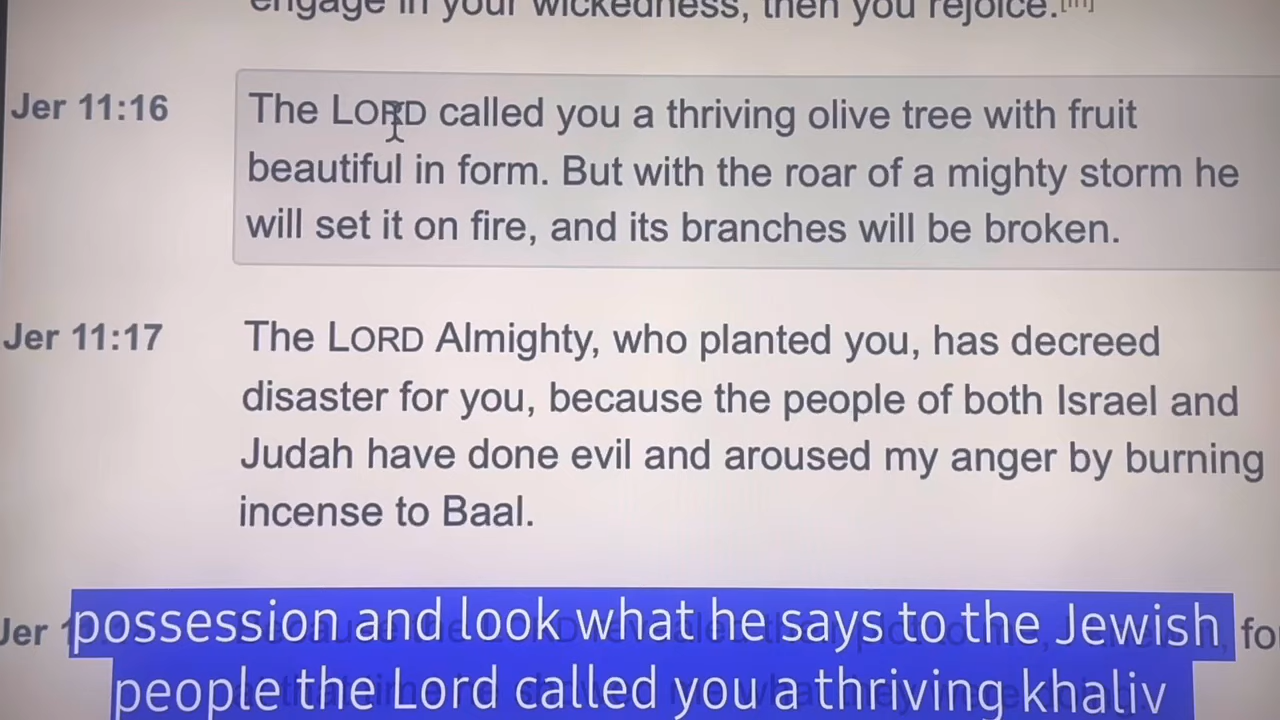 engage in your wickedness, then you rejoice.[m]
Jer 11:16
The LORD called you a thriving olive tree with fruit
beautiful in form. But with the roar of a mighty storm he
will set it on fire, and its branches will be broken.
Jer 11:17
The LORD Almighty, who planted you, has decreed
disaster for you, because the people of both Israel and
Judah have done evil and aroused my anger by burning
incense to Baal.
Jer
possession and look what he says to the Jewish
people the Lord called you a thriving khaliv